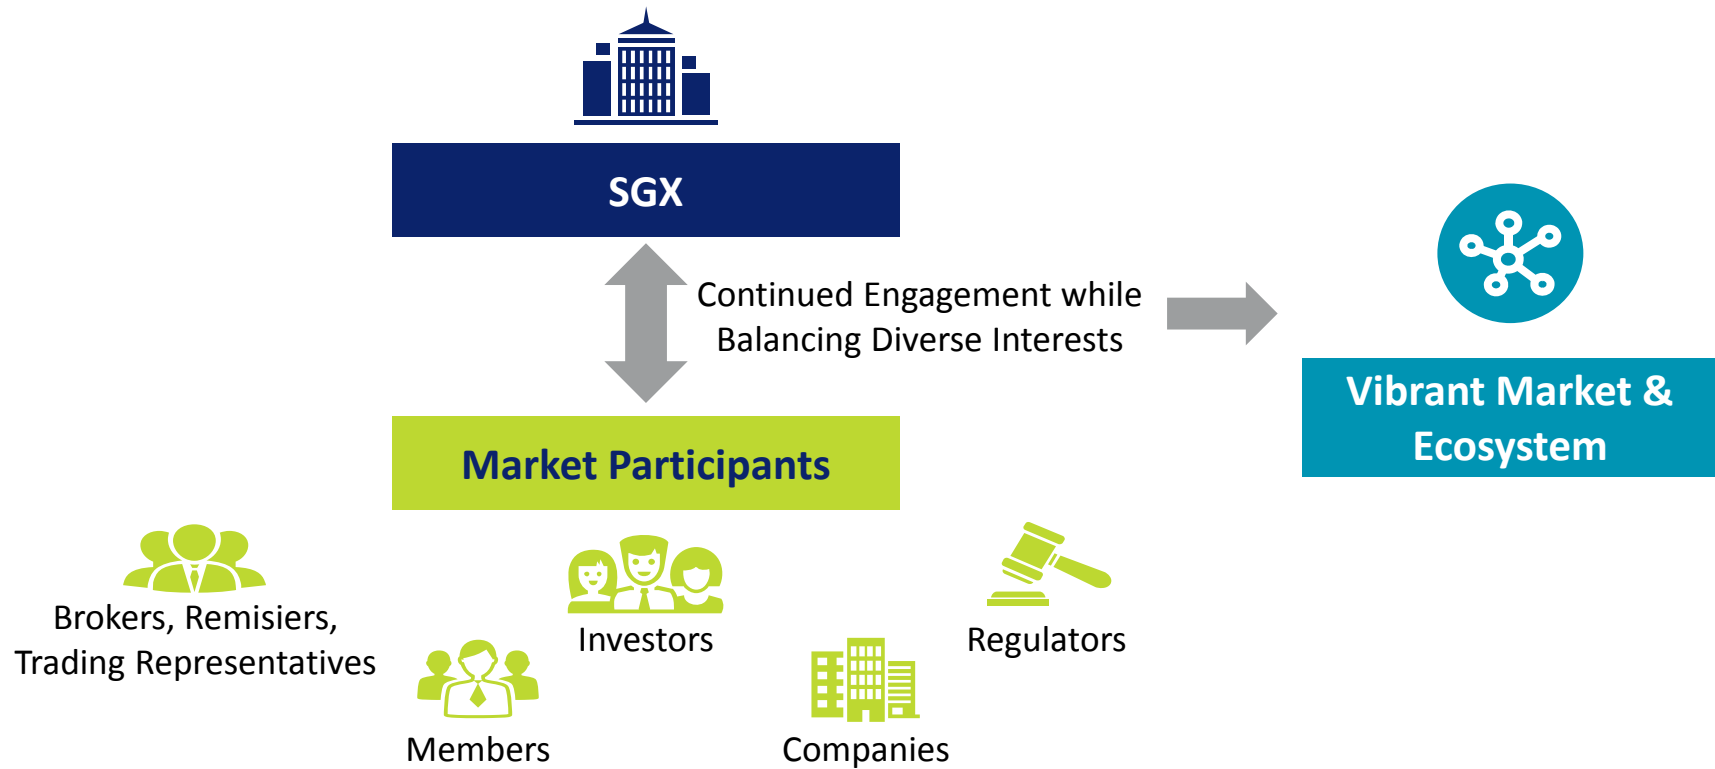 SGX
Continued Engagement while
Balancing Diverse Interests
Vibrant Market &
Ecosystem
Market Participants
Brokers, Remisiers,
Trading Representatives
Members
Investors
Companies
Regulators